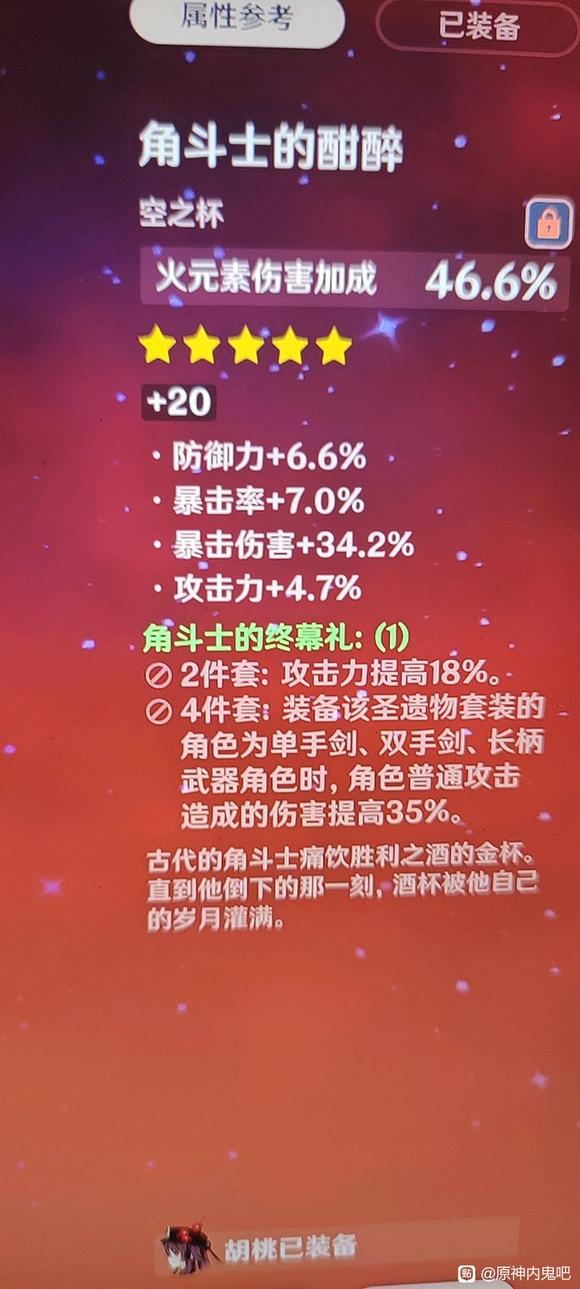 属性参考
已装备
角斗士的酣醉
空之杯
火元素伤害加成 46.6%
+20
·防御力+6.6%
·暴击率+7.0%
·暴击伤害+34.2%
·攻击力+4.7%
角斗士的终幕礼:(1)
2件套:攻击力提高18%。
4件套:装备该圣遗物套装的
角色为单手剑、双手剑、长柄
武器角色时,角色普通攻击
造成的伤害提高35%。
古代的角斗士痛饮胜利之酒的金杯。
直到他倒下的那一刻,酒杯被他自己
的岁月灌满。
胡桃已装备
贴 @原神内鬼吧